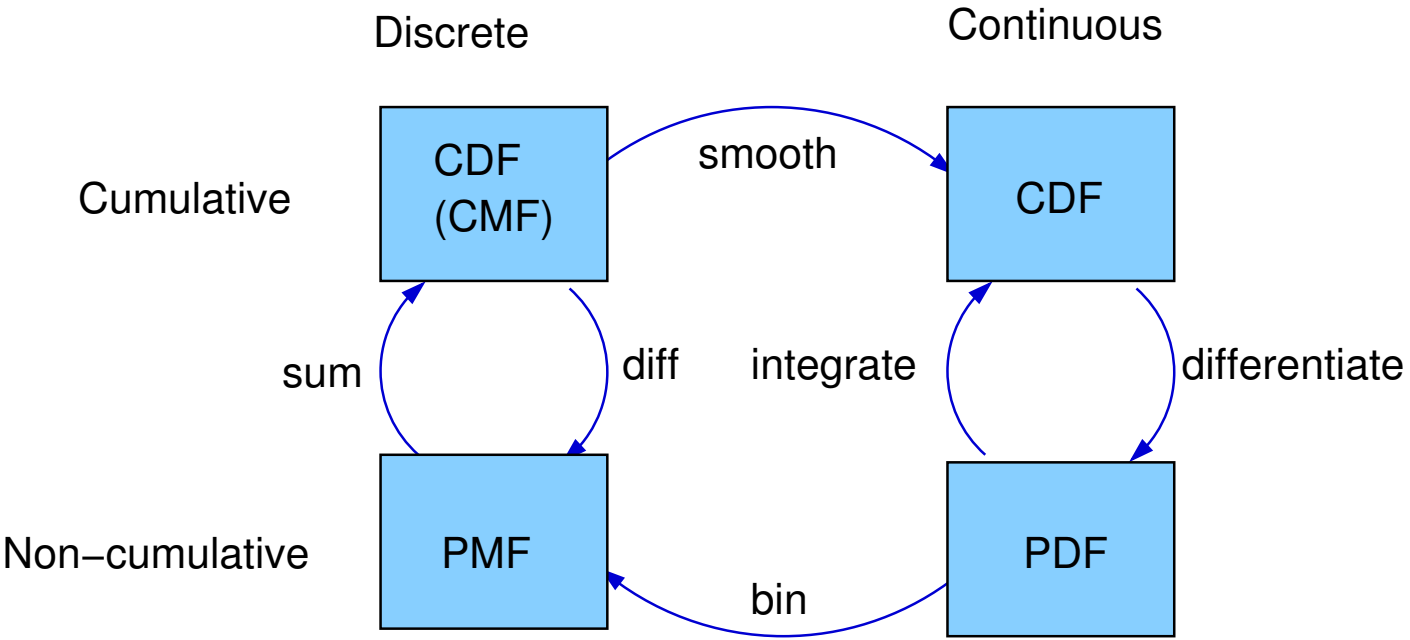 Discrete
Continuous
CDF
(CMF)
smooth
Cumulative
CDF
sum
diff
integrate
differentiate
Non−cumulative
PMF
PDF
bin